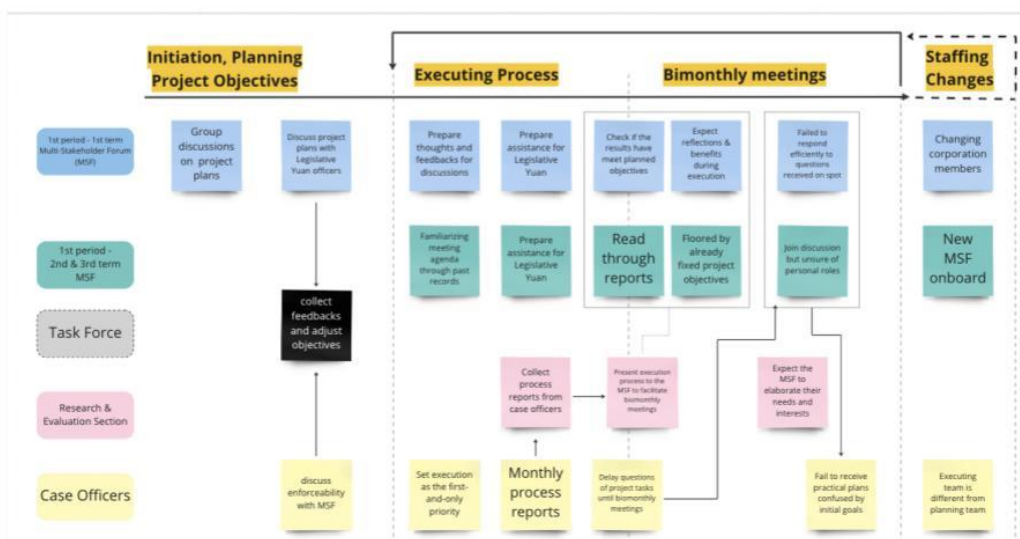 Initiation, Planning
Project Objectives
Executing Process
Bimonthly meetings
Staffing
Changes
1st period - 1st term
Multi-Stakeholder Forum
(MSF)
Group
discussions
on project
plans
Discuss project
plans with
Legislative
Yuan officers
Prepare
thoughts and
feedbacks for
discussions
Prepare
assistance for
Legislative
Yuan
Check if the
results have
meet planned
objectives
Expect
reflections &
benefits
during
execution
Failed to
respond
efficiently to
questions
received on spot
Changing
corporation
members
1st period -
2nd & 3rd term
MSF
Familiarizing
meeting
agenda
through past
records
Prepare
assistance for
Legislative
Yuan
Read
through
reports
Floored by
already
fixed project
objectives
Join discussion
but unsure of
personal roles
New
MSF
onboard
Task Force
collect
feedbacks
and adjust
objectives
Research &
Evaluation Section
Collect
process
reports from
case officers
Present execution
process to the
MSF to facilitate
biomonthly
meetings
Expect the
MSF to
elaborate their
needs and
interests
Case Officers
discuss
enforceability
with MSF
Set execution
as the first-
and-only
priority
Monthly
process
reports
Delay questions
of project tasks
until biomonthly
meetings
Fail to receive
practical plans
confused by
initial goals
Executing
team is
different from
planning team